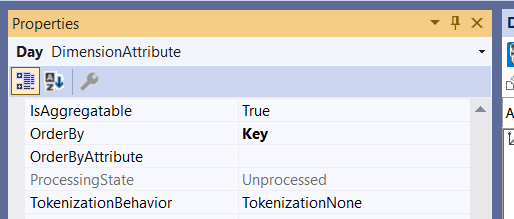 Properties
Day DimensionAttribute
IsAggregatable True
OrderBy Key
OrderByAttribute
ProcessingState Unprocessed
TokenizationBehavior TokenizationNone
D
A